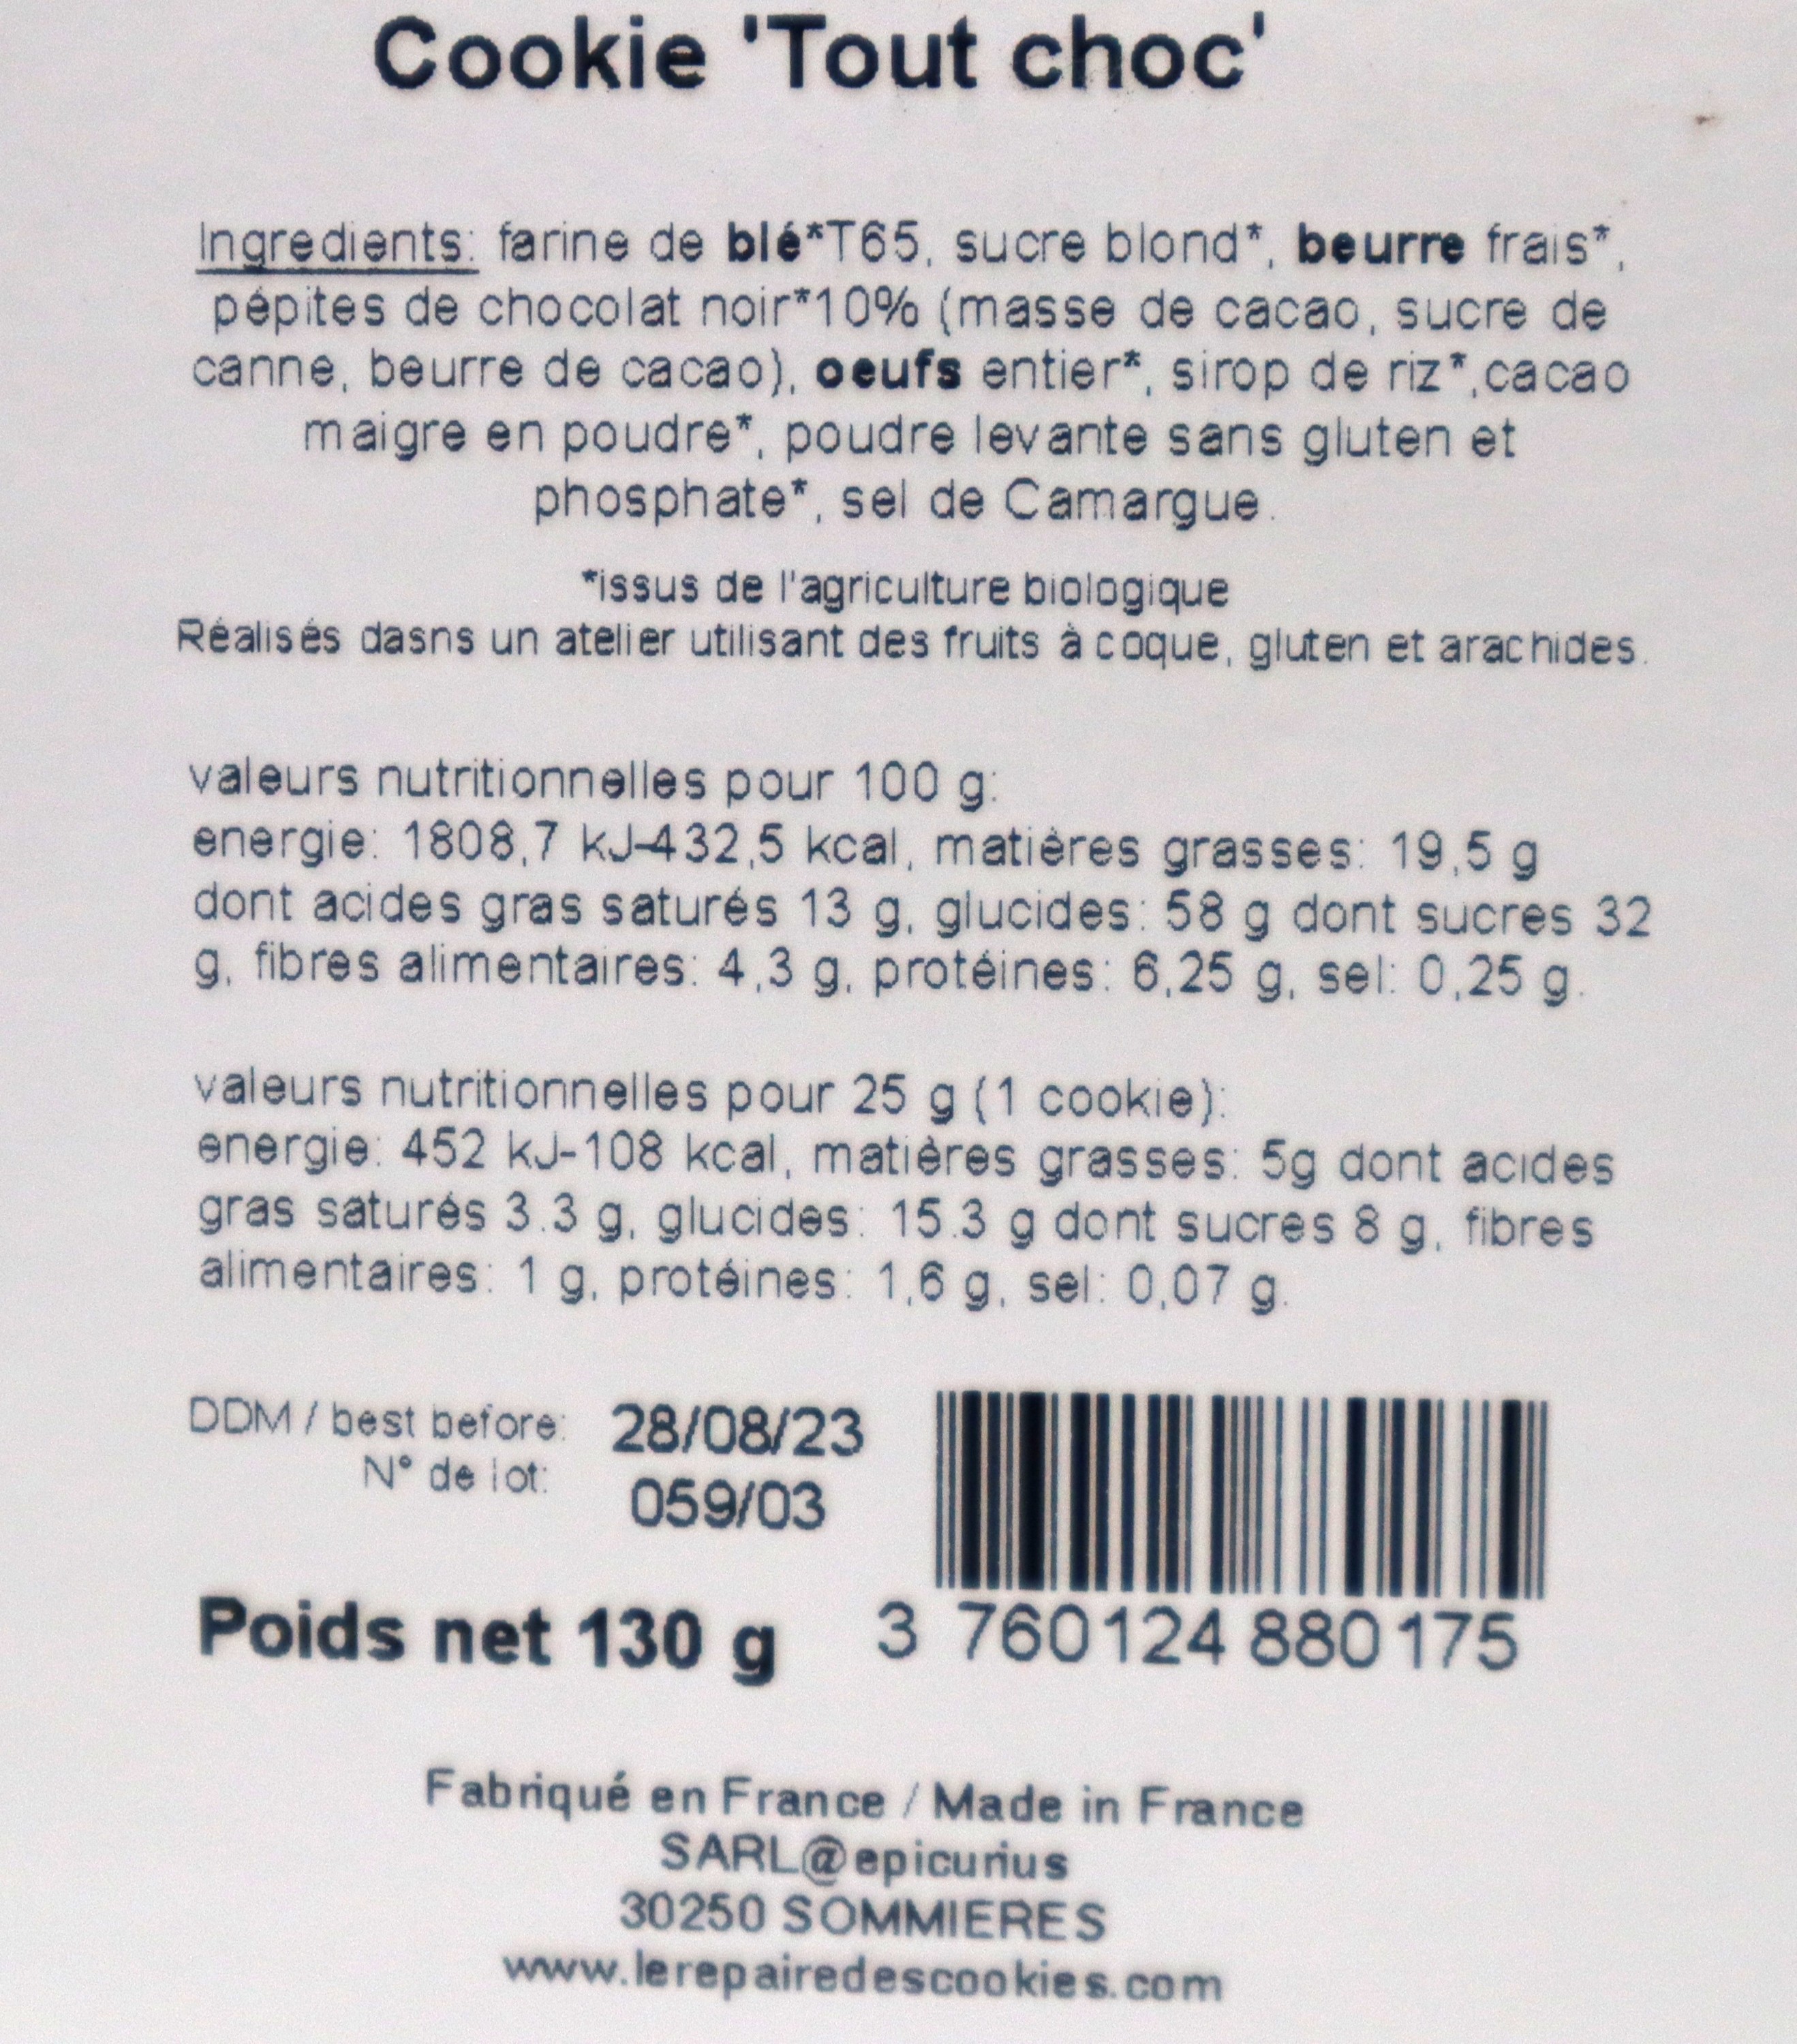 Cookie 'Tout choc'
Ingredients: farine de blé*T65, sucre blond*, beurre frais*,
pépites de chocolat noir*10% (masse de cacao, sucre de
canne, beurre de cacao), oeufs entier*, sirop de riz*,cacao
maigre en poudre*, poudre levante sans gluten et
phosphate*, sel de Camargue.
*issus de l'agriculture biologique
Réalisés dasns un atelier utilisant des fruits à coque, gluten et arachides.
valeurs nutritionnelles pour 100 g:
energie: 1808,7 kJ-432,5 kcal, matières grasses: 19,5 g
dont acides gras saturés 13 g, glucides: 58 g dont sucres 32
g, fibres alimentaires: 4,3 g, protéines: 6,25 g, sel: 0,25 g.
valeurs nutritionnelles pour 25 g (1 cookie):
energie: 452 kJ-108 kcal, matières grasses: 5g dont acides
gras saturés 3.3 g, glucides: 15.3 g dont sucres 8 g, fibres
alimentaires: 1 g, protéines: 1,6 g, sel: 0,07 g.
DDM / best before: 28/08/23
N° de lot: 059/03
Poids net 130 g
3 760124 880175
Fabriqué en France / Made in France
SARL@epicurius
30250 SOMMIERES
www.lerepairedescookies.com